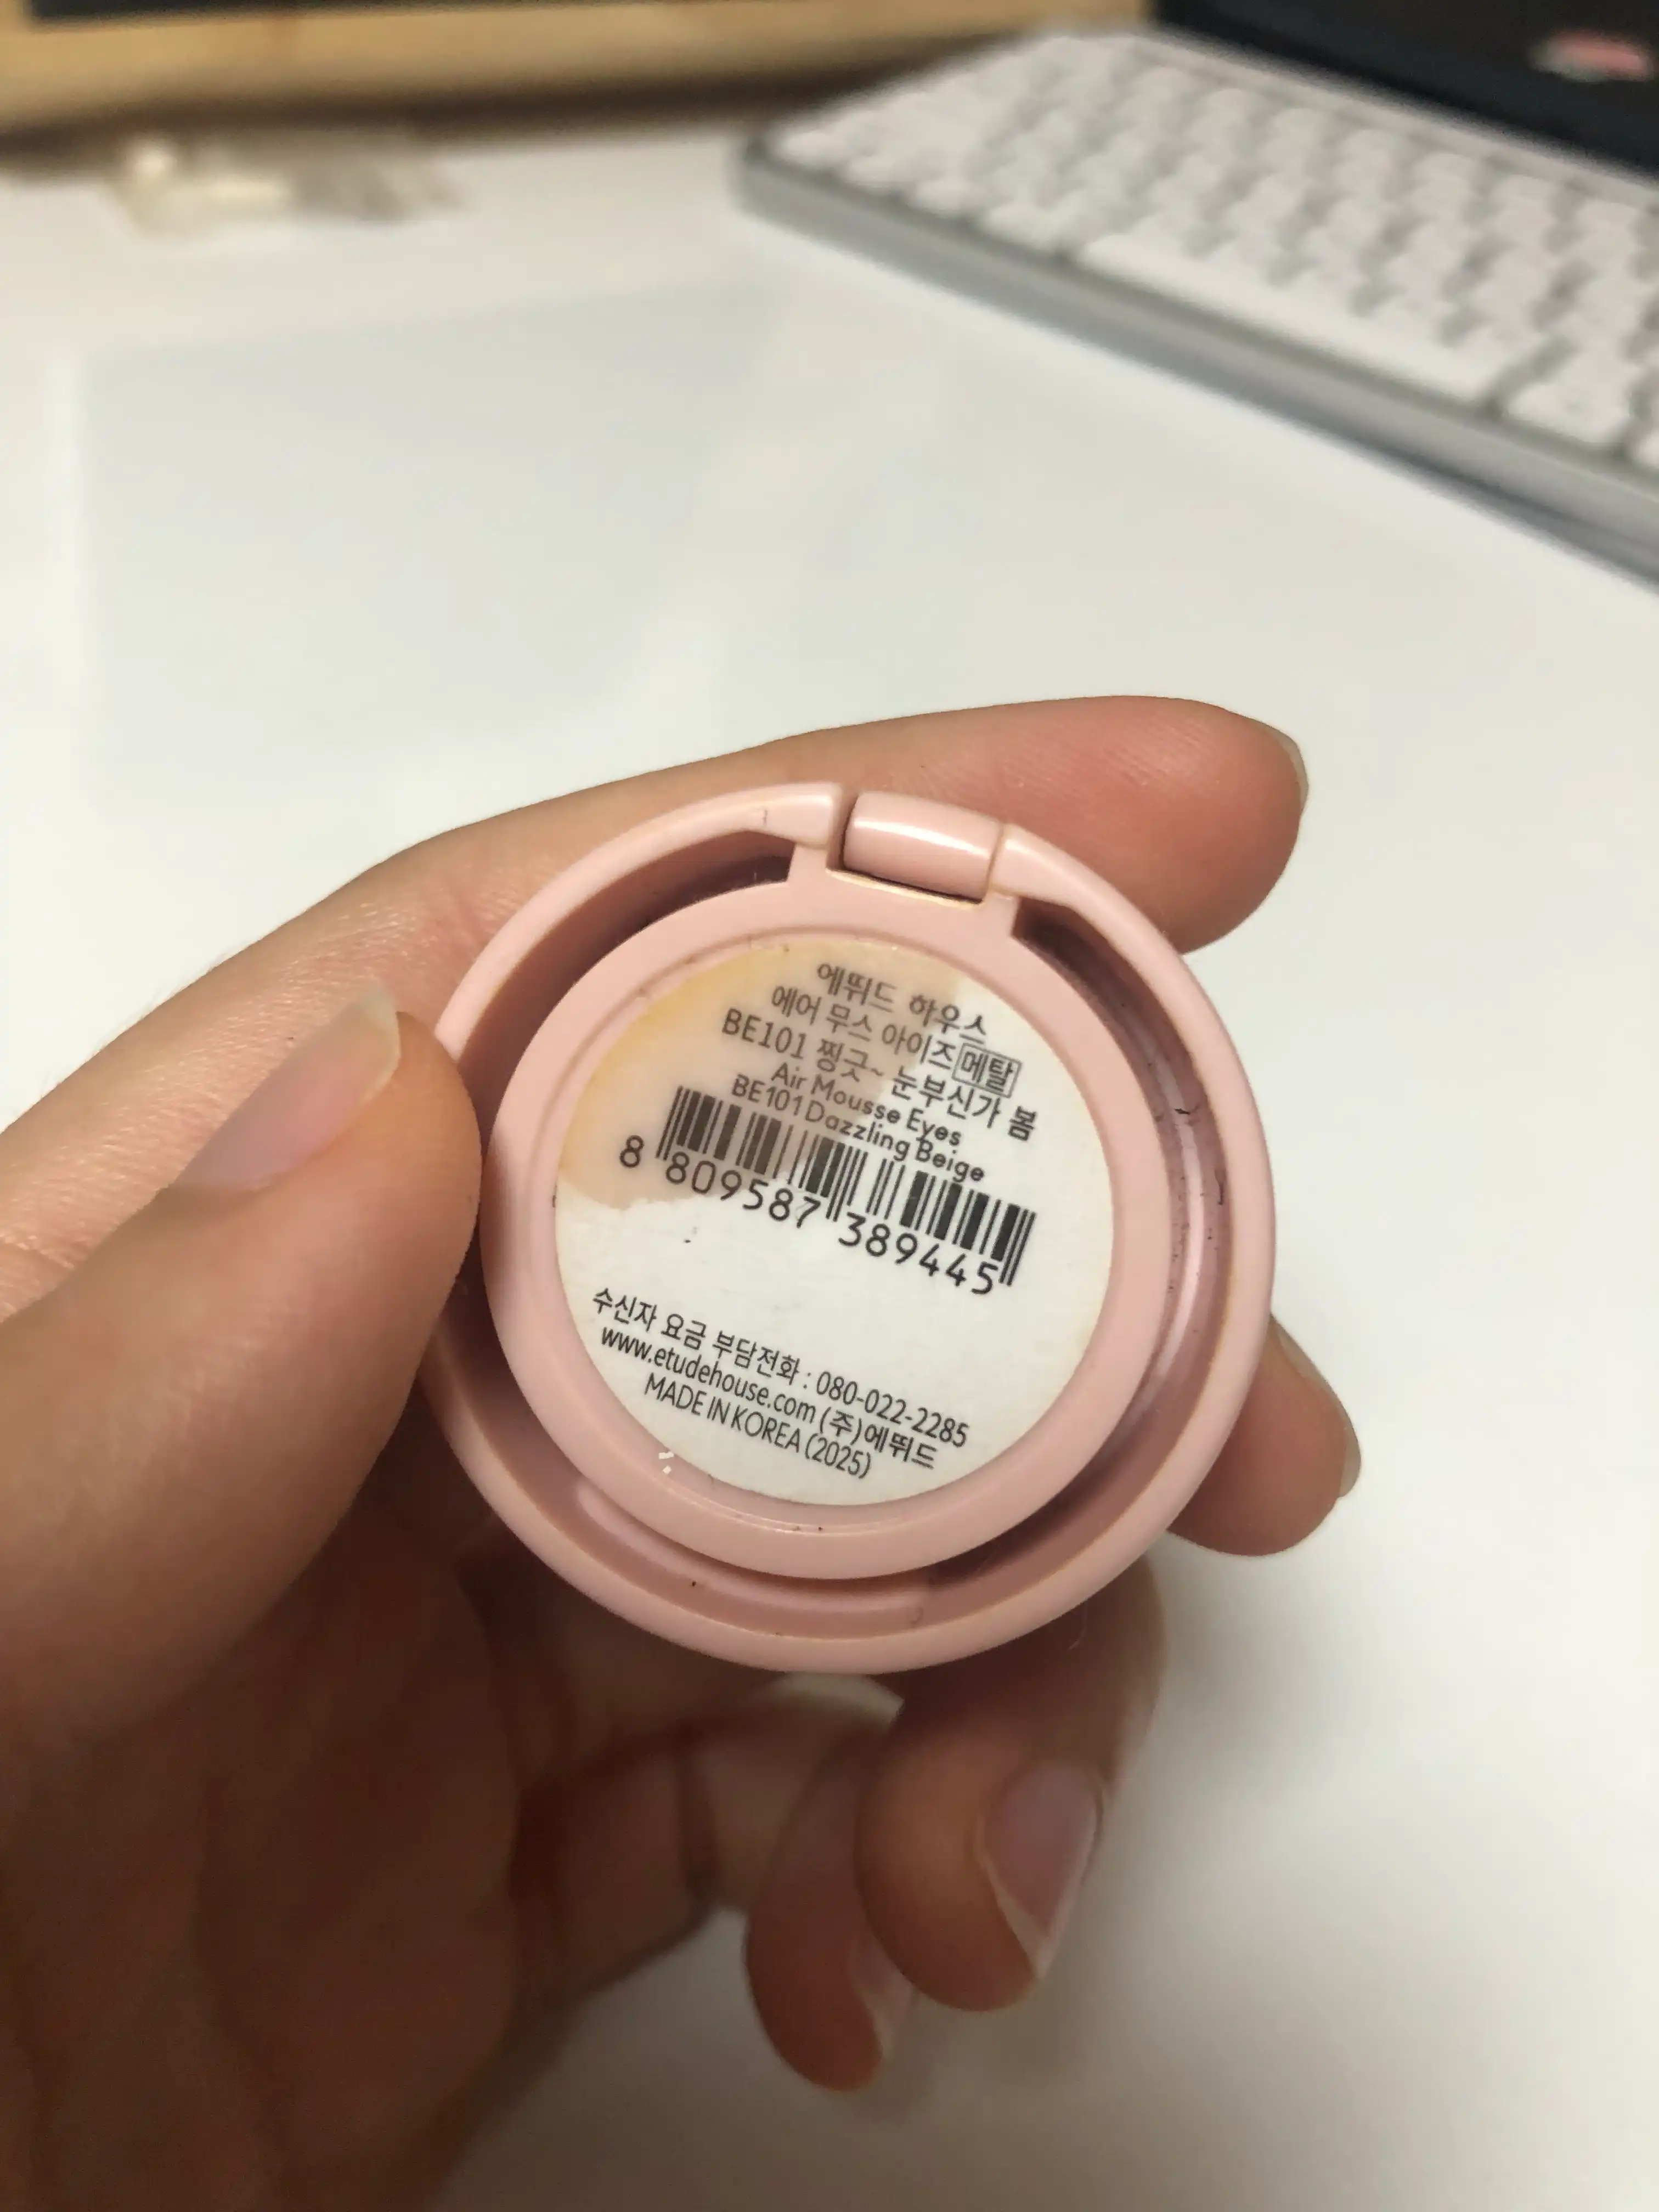 에뛰드 하우스
에어 무스 아이즈 메탈
BE101 찡긋~ 눈부신가 봄
Air Mousse Eyes
BE101 Dazzling Beige
8 809587 389445
수신자 요금 부담전화 : 080-022-2285
www.etudehouse.com (주)에뛰드
MADE IN KOREA (2025)